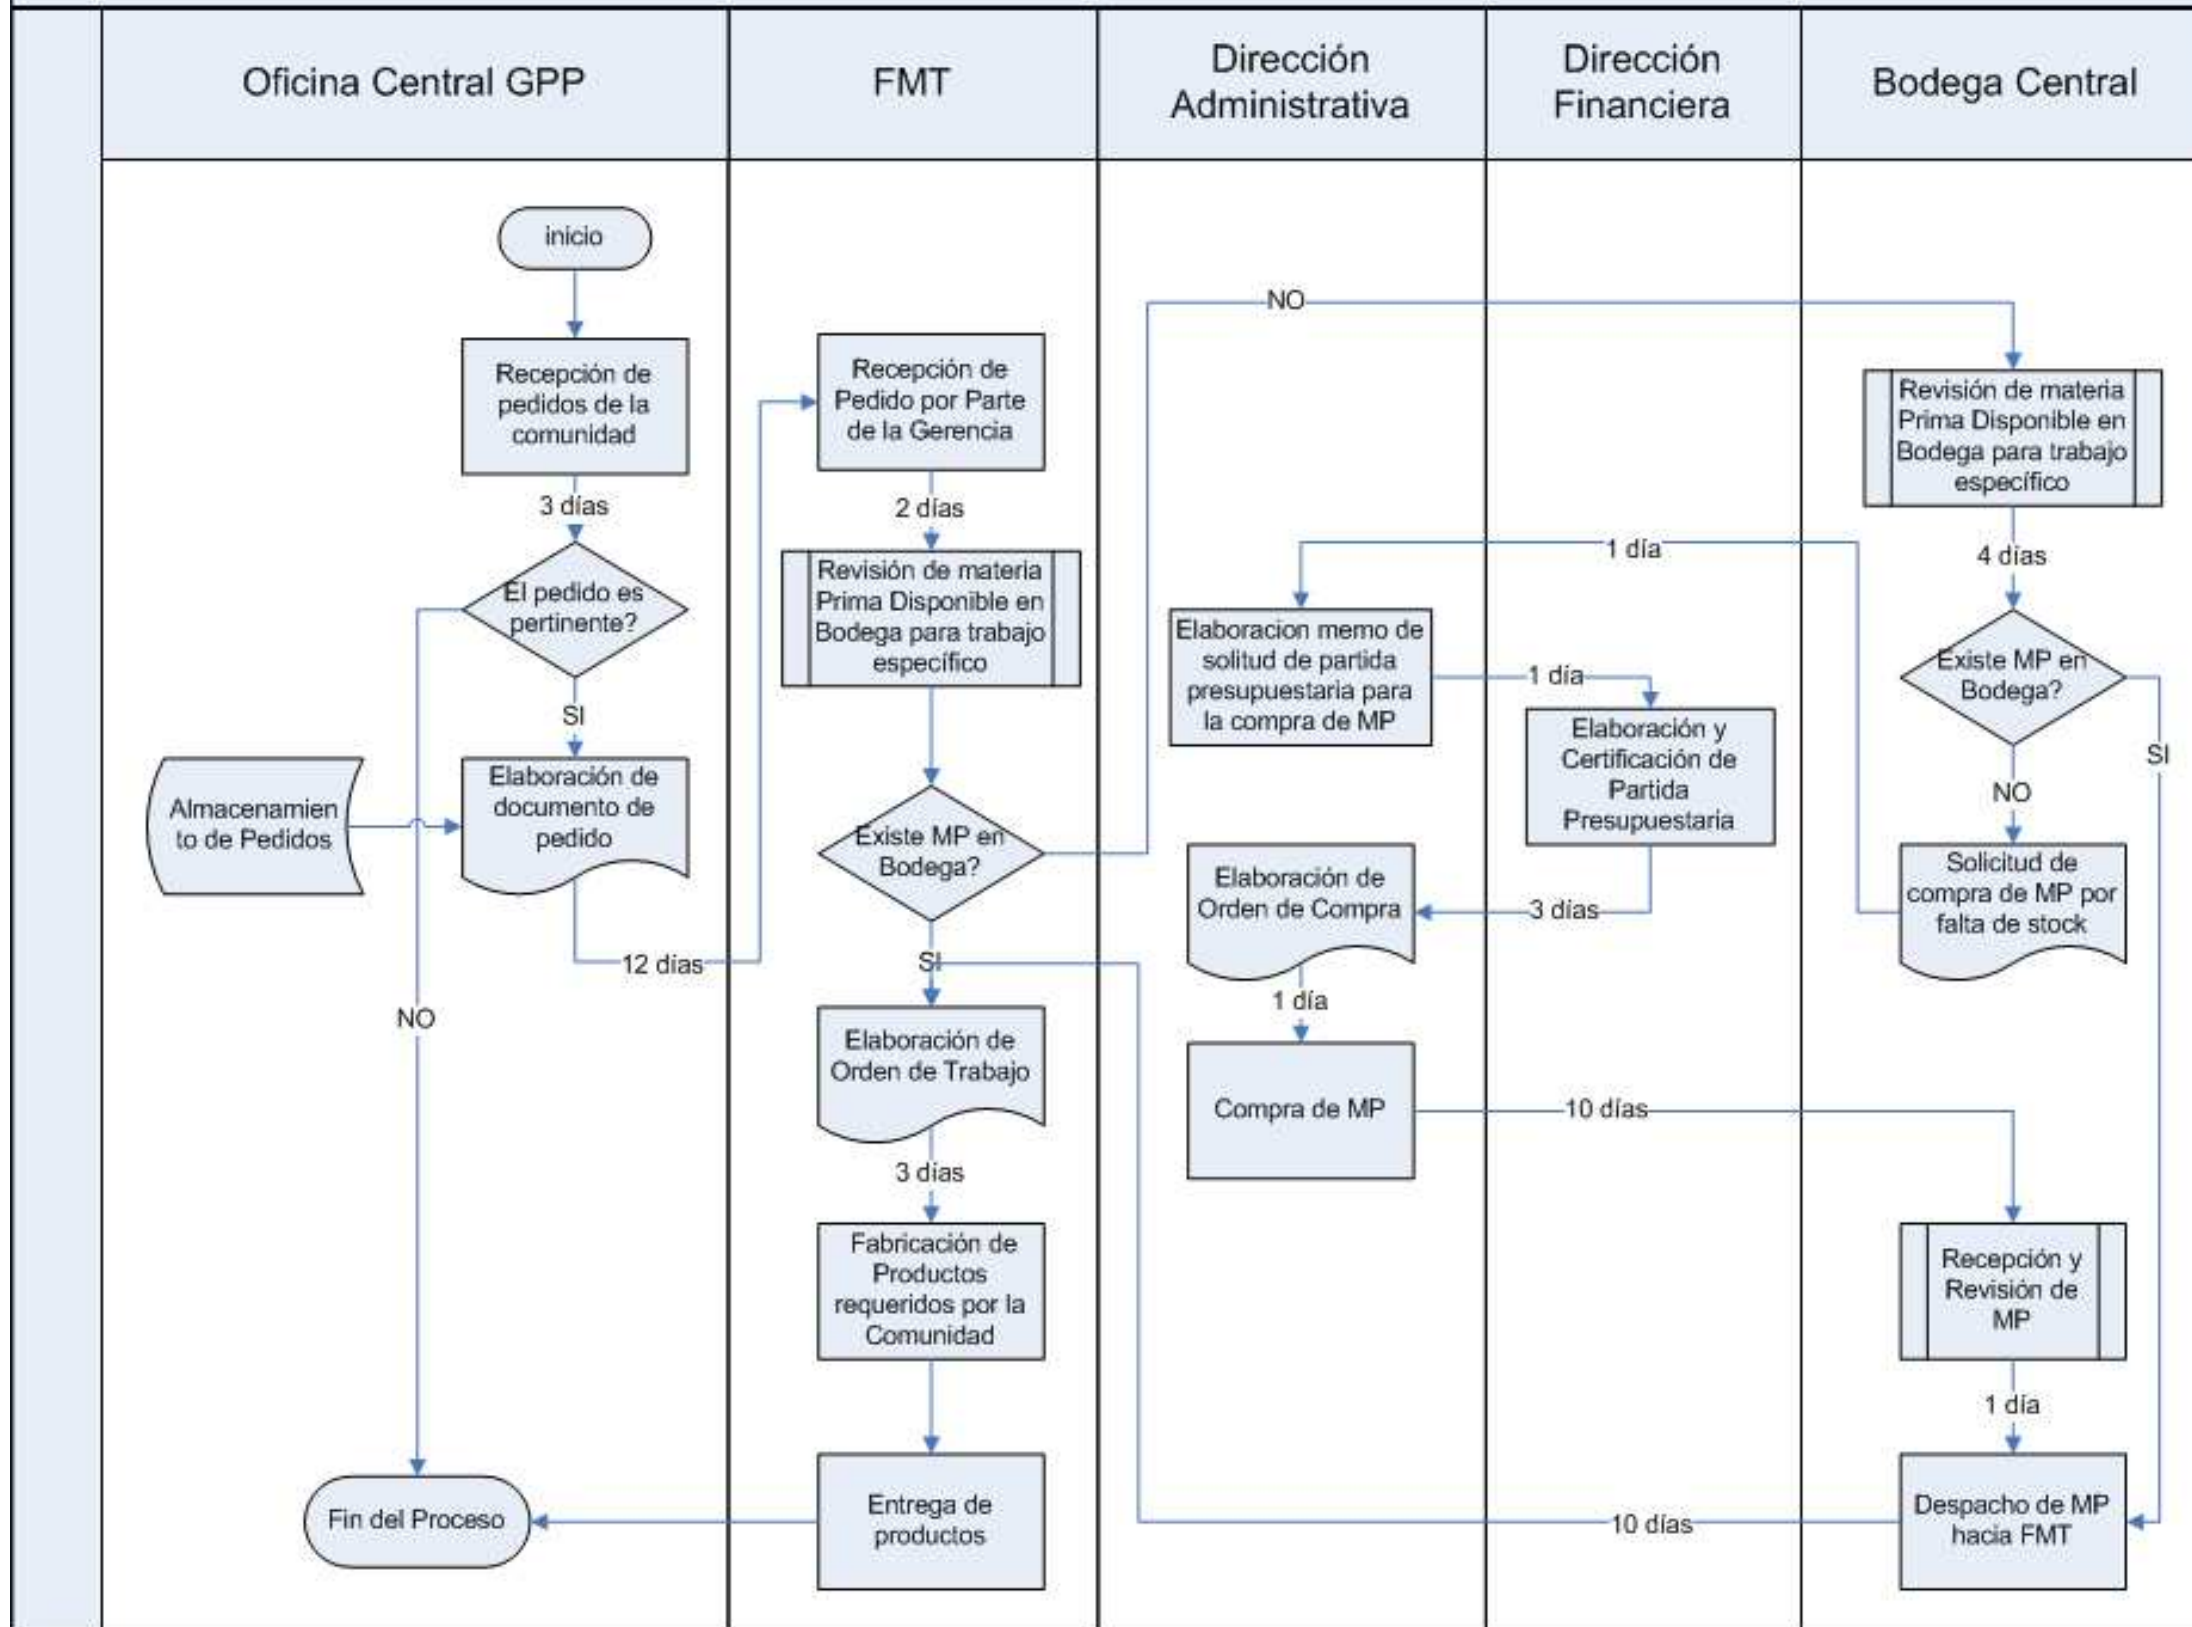 Oficina Central GPP
FMT
Dirección
Administrativa
Dirección
Financiera
Bodega Central
inicio
Recepción de
pedidos de la
comunidad
3 días
El pedido es
pertinente?
SI
NO
Almacenamien
to de Pedidos
Elaboración de
documento de
pedido
12 días
Fin del Proceso
Recepción de
Pedido por Parte
de la Gerencia
2 días
Revisión de materia
Prima Disponible en
Bodega para trabajo
específico
Existe MP en
Bodega?
SI
Elaboración de
Orden de Trabajo
3 días
Fabricación de
Productos
requeridos por la
Comunidad
Entrega de
productos
NO
1 día
Elaboracion memo de
solitud de partida
presupuestaria para
la compra de MP
1 día
Elaboración y
Certificación de
Partida
Presupuestaria
3 días
Elaboración de
Orden de Compra
1 día
Compra de MP
10 días
Revisión de materia
Prima Disponible en
Bodega para trabajo
específico
4 días
Existe MP en
Bodega?
SI
NO
Solicitud de
compra de MP por
falta de stock
Recepción y
Revisión de
MP
1 día
Despacho de MP
hacia FMT
10 días